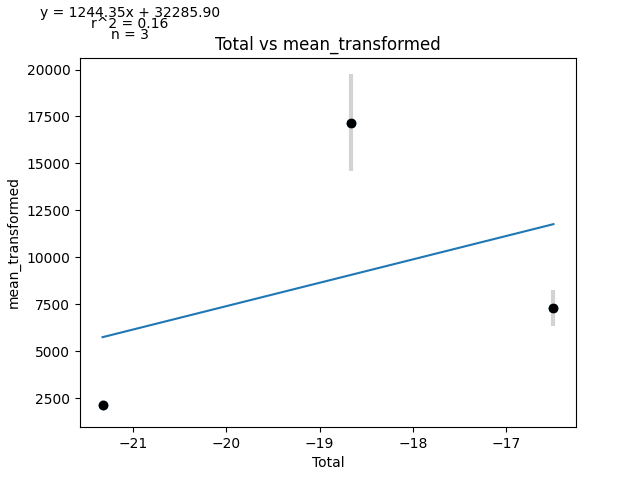 y = 1244.35x + 32285.90
r^2 = 0.16
n = 3
Total vs mean_transformed
20000
17500
15000
12500
10000
7500
5000
2500
mean_transformed
−21
−20
−19
−18
−17
Total